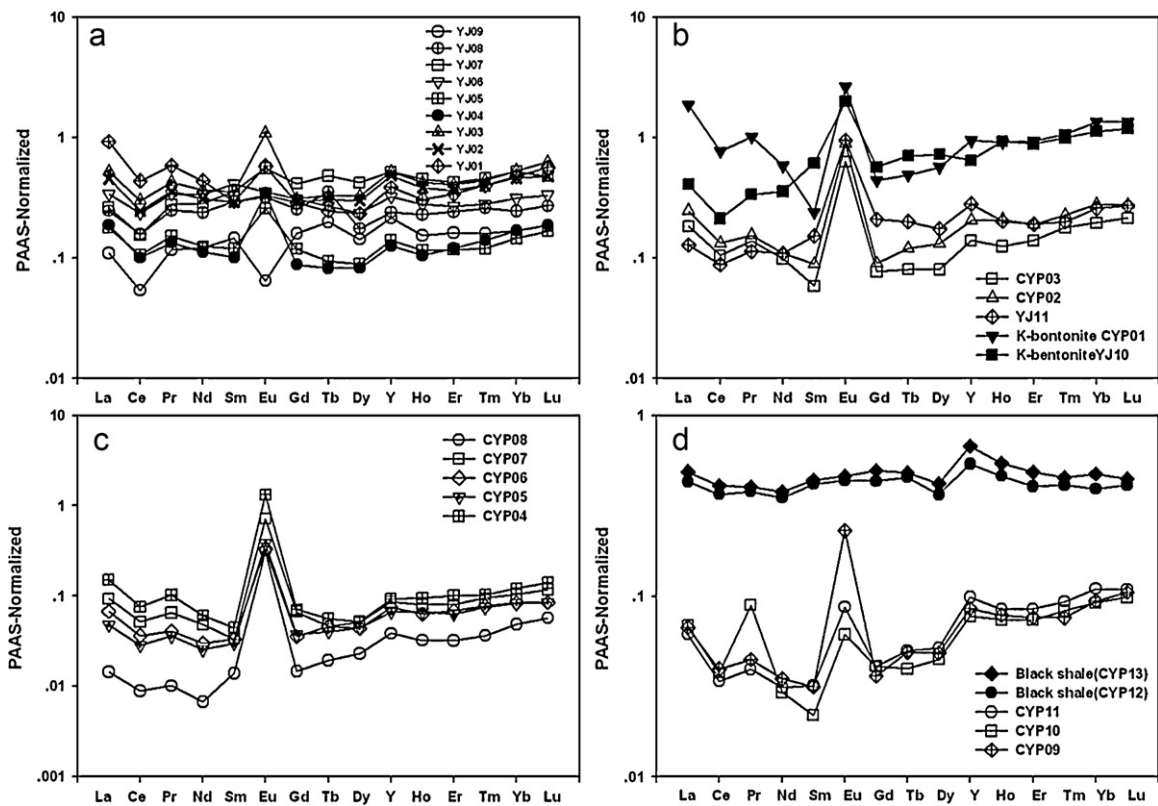 a
10
1
.1
.01
PAAS-Normalized
YJ09
YJ08
YJ07
YJ06
YJ05
YJ04
YJ03
YJ02
YJ01
La Ce Pr Nd Sm Eu Gd Tb Dy Y Ho Er Tm Yb Lu
b
10
1
.1
.01
PAAS-Normalized
CYP03
CYP02
YJ11
K-bontonite CYP01
K-bentoniteYJ10
La Ce Pr Nd Sm Eu Gd Tb Dy Y Ho Er Tm Yb Lu
c
10
1
.1
.01
.001
PAAS-Normalized
CYP08
CYP07
CYP06
CYP05
CYP04
La Ce Pr Nd Sm Eu Gd Tb Dy Y Ho Er Tm Yb Lu
d
1
.1
.01
PAAS-Normalized
Black shale(CYP13)
Black shale(CYP12)
CYP11
CYP10
CYP09
La Ce Pr Nd Sm Eu Gd Tb Dy Y Ho Er Tm Yb Lu